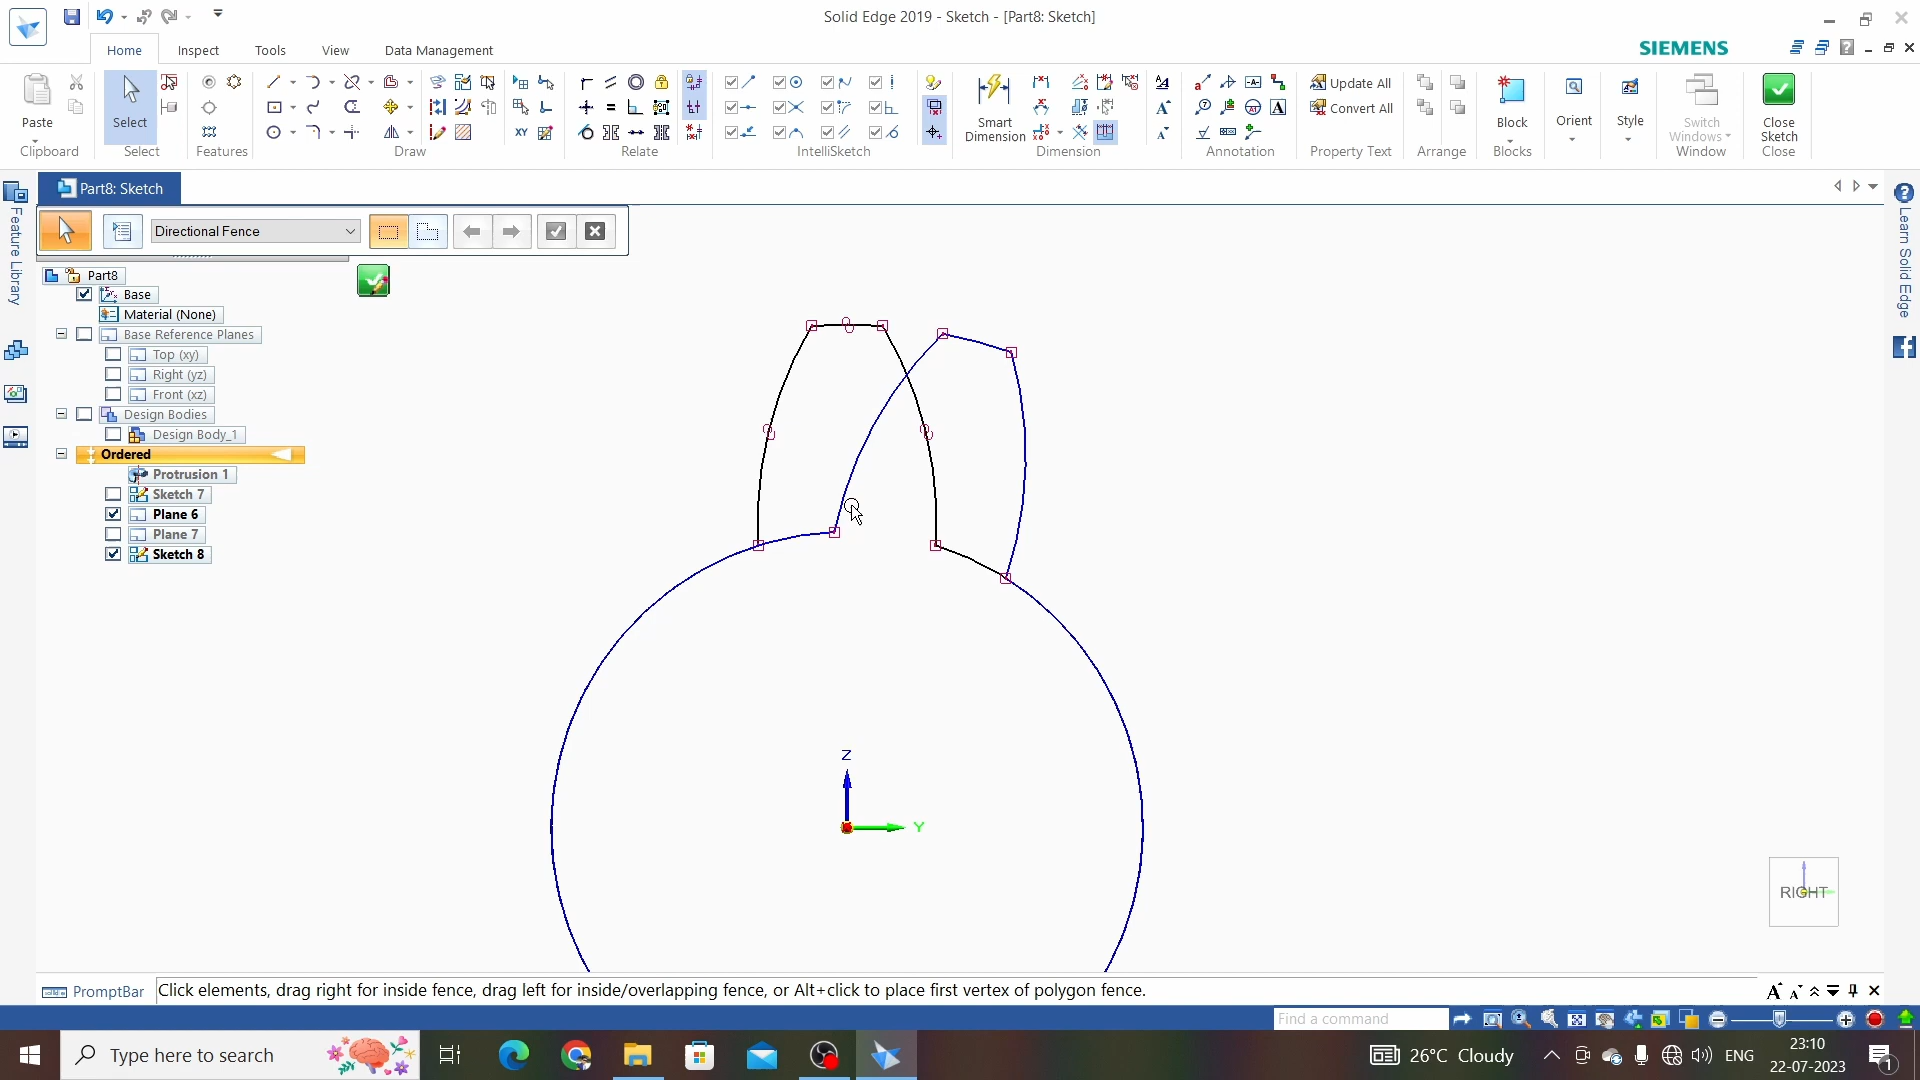 Solid Edge 2019 - Sketch - [Part8: Sketch]
Home
Inspect
Tools
View
Data Management
SIEMENS
Paste
Clipboard
Select
Select
Features
Draw
Relate
IntelliSketch
Smart Dimension
Dimension
Annotation
Update All
Convert All
Property Text
Arrange
Block
Blocks
Orient
Style
Switch Windows
Window
Close Sketch
Close
Part8: Sketch
Directional Fence
Feature Library
Learn Solid Edge
Part8
Base
Material (None)
Base Reference Planes
Top (xy)
Right (yz)
Front (xz)
Design Bodies
Design Body_1
Ordered
Protrusion 1
Sketch 7
Plane 6
Plane 7
Sketch 8
Z
Y
RIGHT
PromptBar
Click elements, drag right for inside fence, drag left for inside/overlapping fence, or Alt+click to place first vertex of polygon fence.
Find a command
Type here to search
26°C Cloudy
ENG
23:10
22-07-2023
1